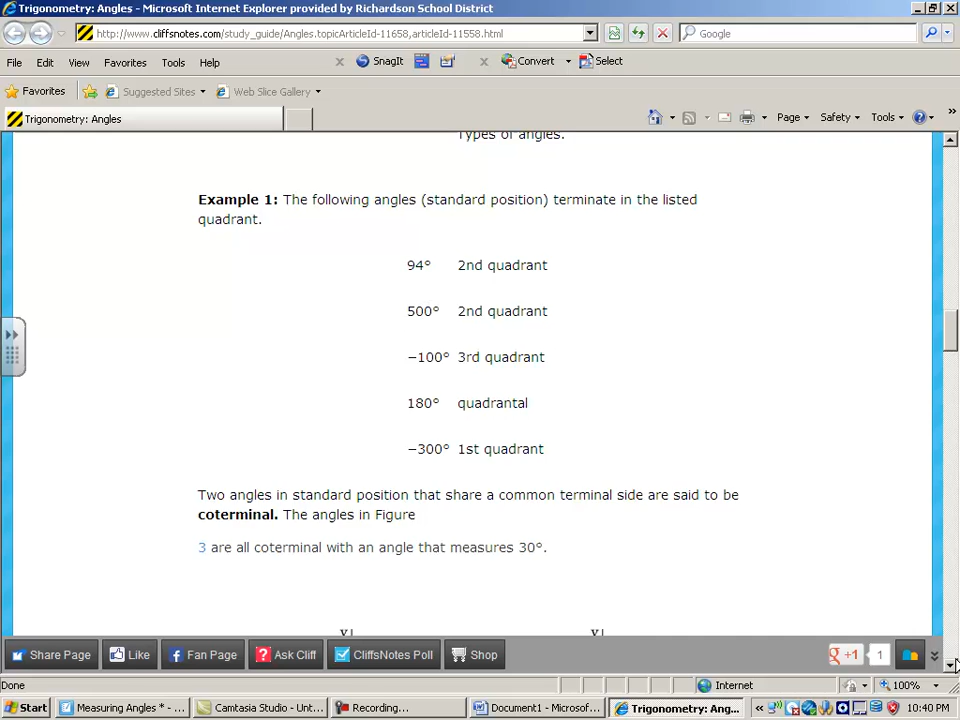 Trigonometry: Angles - Microsoft Internet Explorer provided by Richardson School District
http://www.cliffsnotes.com/study_guide/Angles.topicArticleId-11658,articleId-11558.html
Google
File Edit View Favorites Tools Help
SnagIt
Convert
Select
Favorites
Suggested Sites
Web Slice Gallery
Trigonometry: Angles
Page
Safety
Tools
Types of angles.
Example 1: The following angles (standard position) terminate in the listed
quadrant.
94° 2nd quadrant
500° 2nd quadrant
−100° 3rd quadrant
180° quadrantal
−300° 1st quadrant
Two angles in standard position that share a common terminal side are said to be
coterminal. The angles in Figure
3 are all coterminal with an angle that measures 30°.
y
y
Share Page
Like
Fan Page
Ask Cliff
CliffsNotes Poll
Shop
+1
1
Done
Internet
100%
Start
Measuring Angles * - ...
Camtasia Studio - Unt...
Recording...
Document1 - Microsof...
Trigonometry: Ang...
10:40 PM